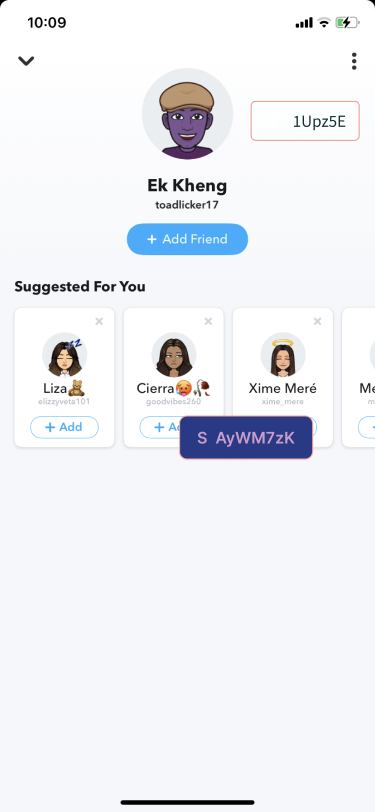 10:09
1Upz5E
Ek Kheng
toadlicker17
+ Add Friend
Suggested For You
Liza🧸
elizzyveta101
+ Add
Cierra🥵🥀
goodvibes260
Xime Meré
xime_mere
S AyWM7zK